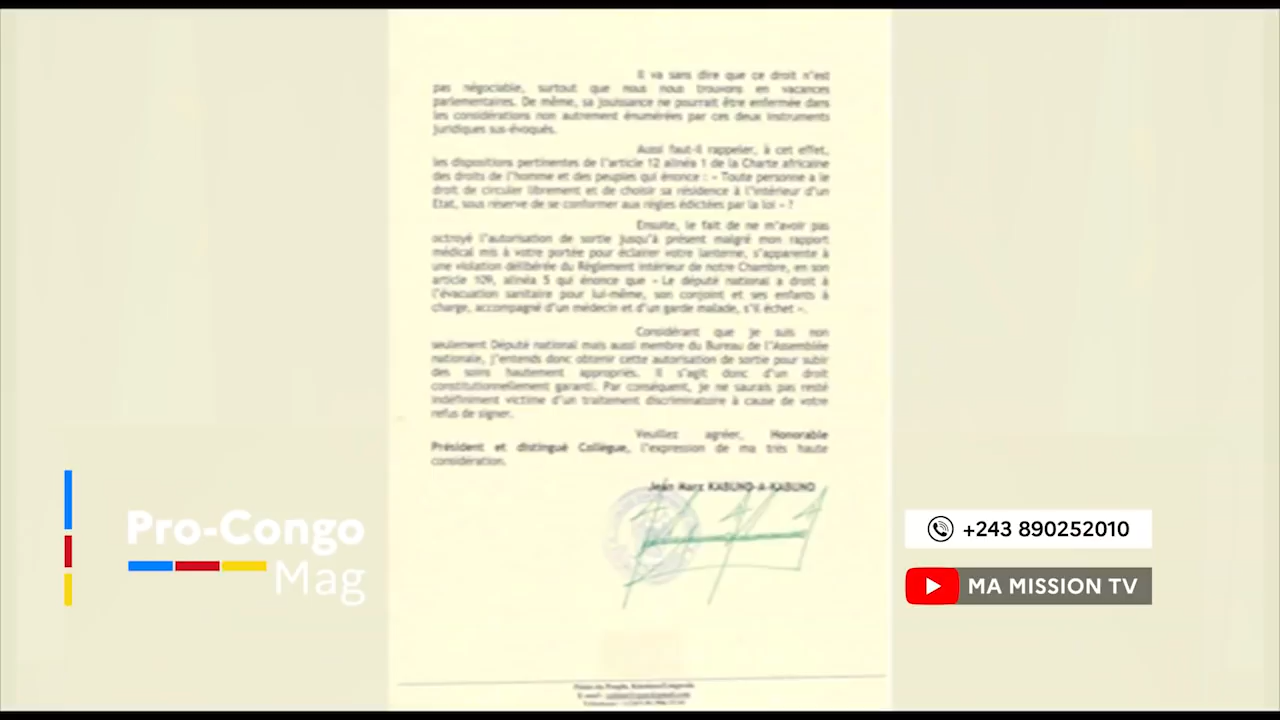 Il va sans dire que ce droit n'est
pas négociable, surtout que nous nous trouvons en vacances
parlementaires. De même, sa jouissance ne pourrait être enfermée dans
les considérations non autrement énumérées par ces deux instruments
juridiques sus-évoqués.
Aussi faut-il rappeler, à cet effet,
les dispositions pertinentes de l'article 12 alinéa 1 de la Charte africaine
des droits de l'homme et des peuples qui énonce : « Toute personne a le
droit de circuler librement et de choisir sa résidence à l'intérieur d'un
Etat, sous réserve de se conformer aux règles édictées par la loi » ?
Ensuite, le fait de ne m'avoir pas
octroyé l'autorisation de sortie jusqu'à présent malgré mon rapport
médical mis à votre portée pour éclairer votre lanterne, s'apparente à
une violation délibérée du Règlement intérieur de notre Chambre, en son
article 109, alinéa 5 qui énonce que « Le député national a droit à
l'évacuation sanitaire pour lui-même, son conjoint et ses enfants à
charge, accompagné d'un médecin et d'un garde malade, s'il échet ».
Considérant que je suis non
seulement Député national mais aussi membre du Bureau de l'Assemblée
nationale, j'entends donc obtenir cette autorisation de sortie pour subir
des soins hautement appropriés. Il s'agit donc d'un droit
constitutionnellement garanti. Par conséquent, je ne saurais pas resté
indéfiniment victime d'un traitement discriminatoire à cause de votre
refus de signer.
Veuillez agréer, Honorable
Président et distingué Collègue, l'expression de ma très haute
considération.
Jean Marc KABUND-A-KABUND
Pro-Congo
Mag
+243 890252010
MA MISSION TV